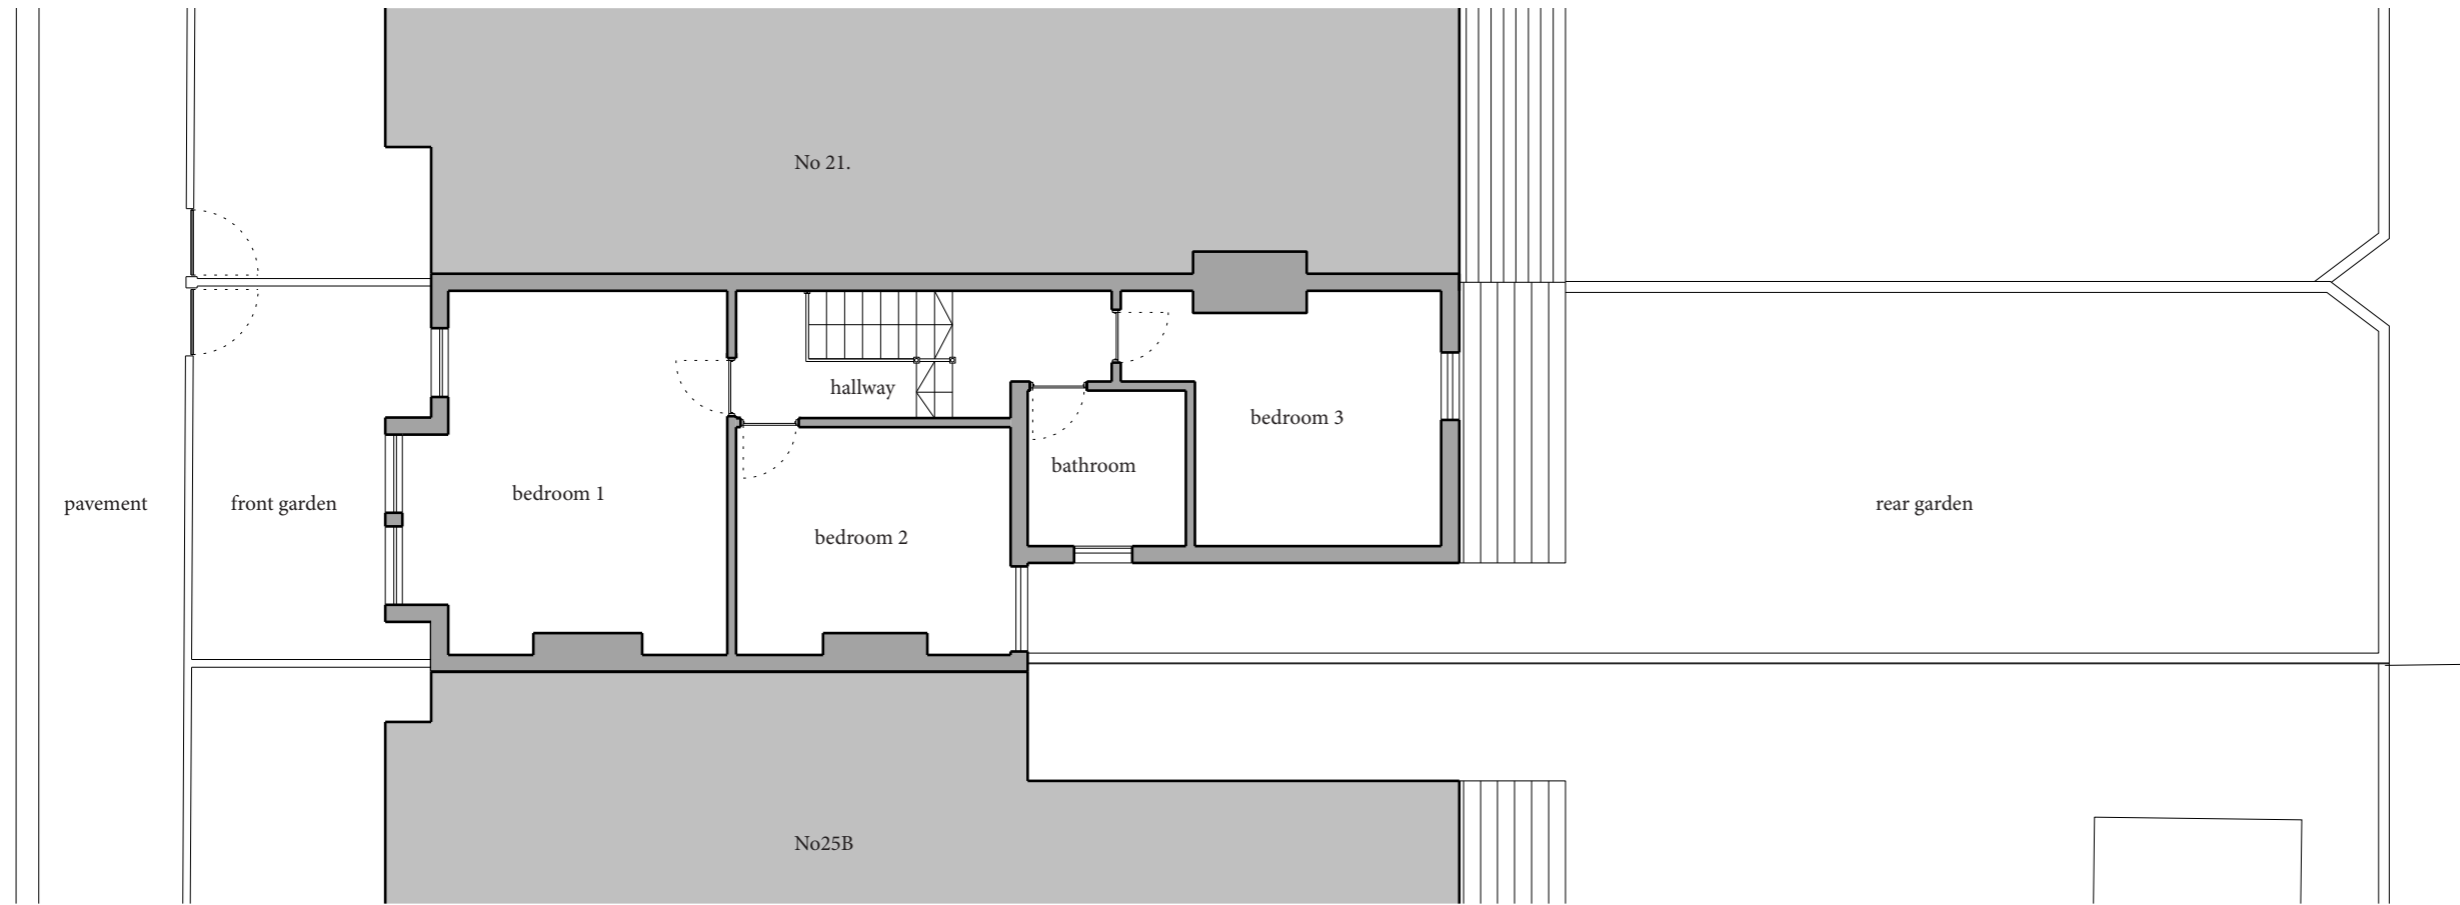 No 21.
hallway
bedroom 3
bathroom
bedroom 1
pavement
front garden
rear garden
bedroom 2
No25B